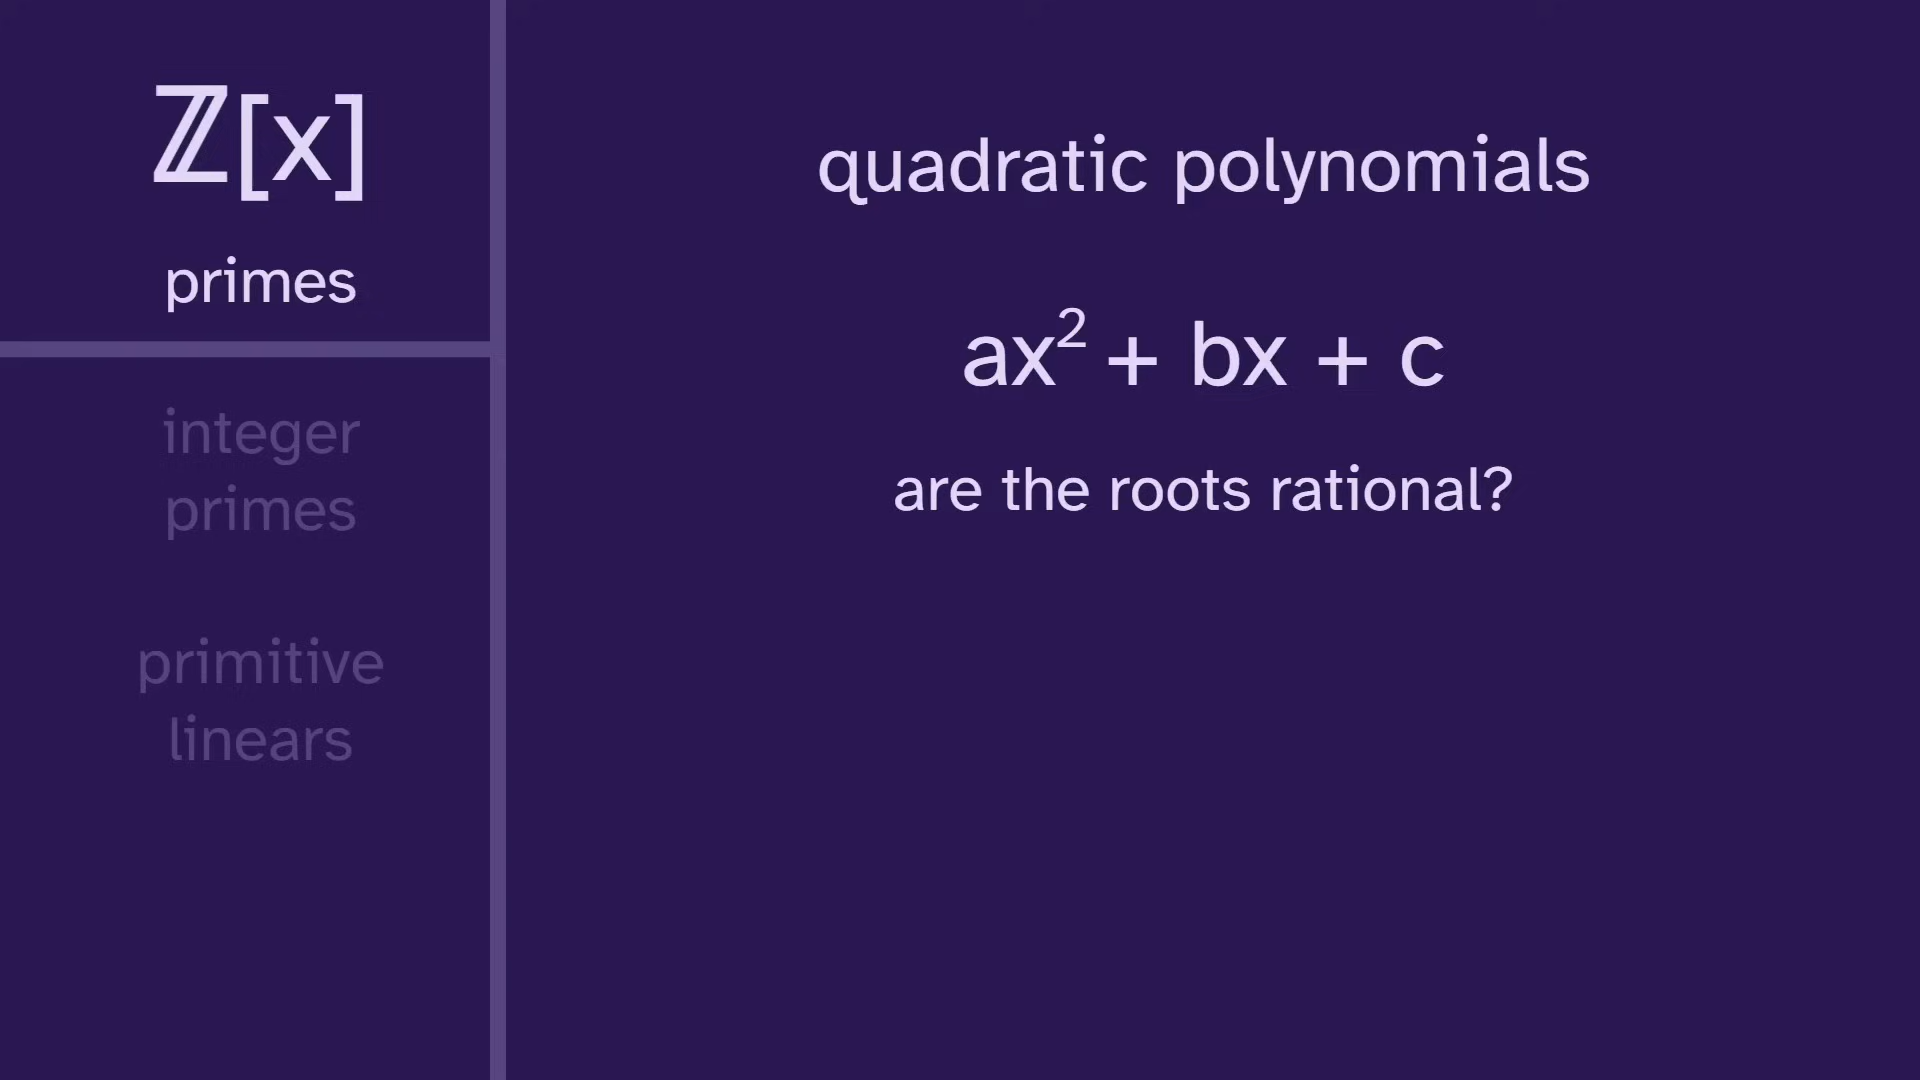 ℤ[x]
primes
integer
primes
primitive
linears
quadratic polynomials
ax² + bx + c
are the roots rational?